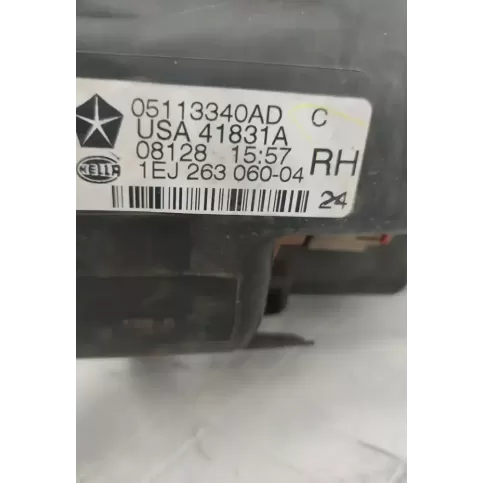 05113340AD C
USA 41831A
08128 15:57 RH
HELLA 1EJ 263 060-04
24